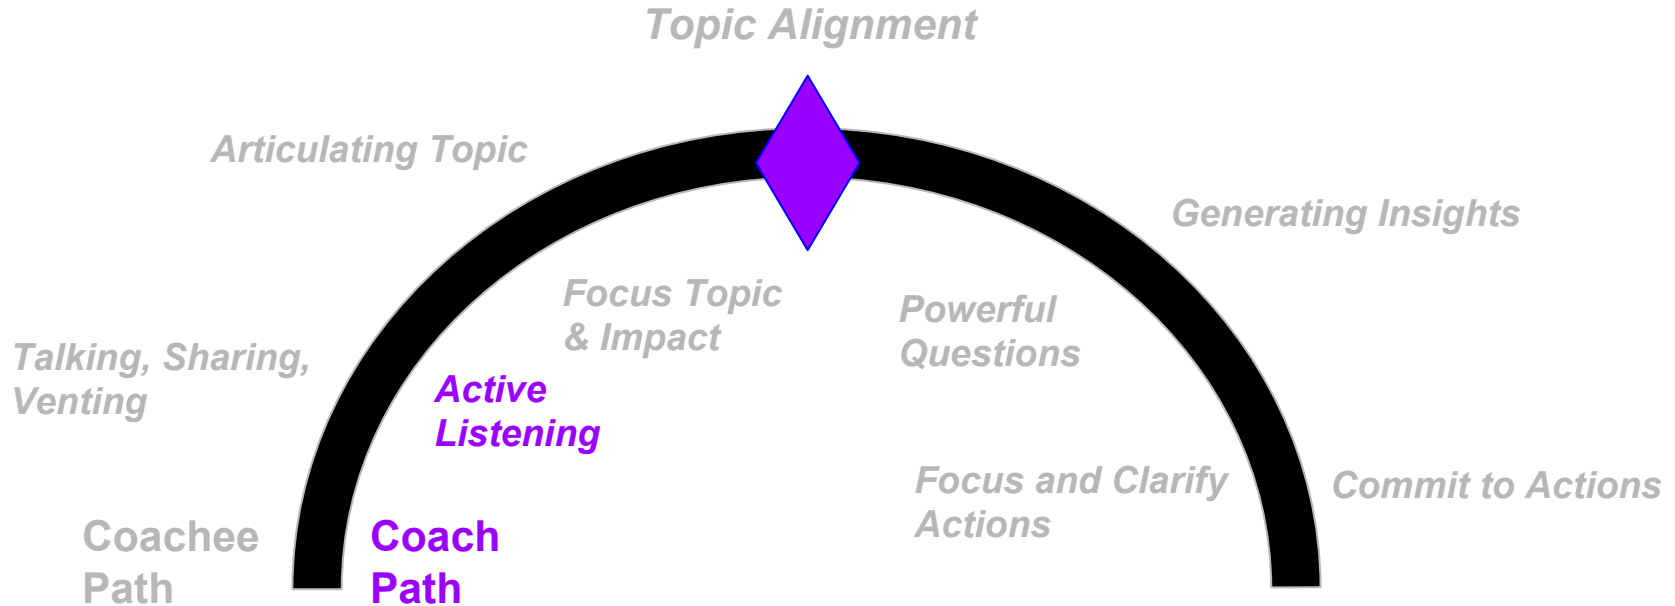 Topic Alignment
Articulating Topic
Generating Insights
Focus Topic
& Impact
Powerful
Questions
Talking, Sharing,
Venting
Active
Listening
Focus and Clarify
Actions
Commit to Actions
Coachee
Path
Coach
Path